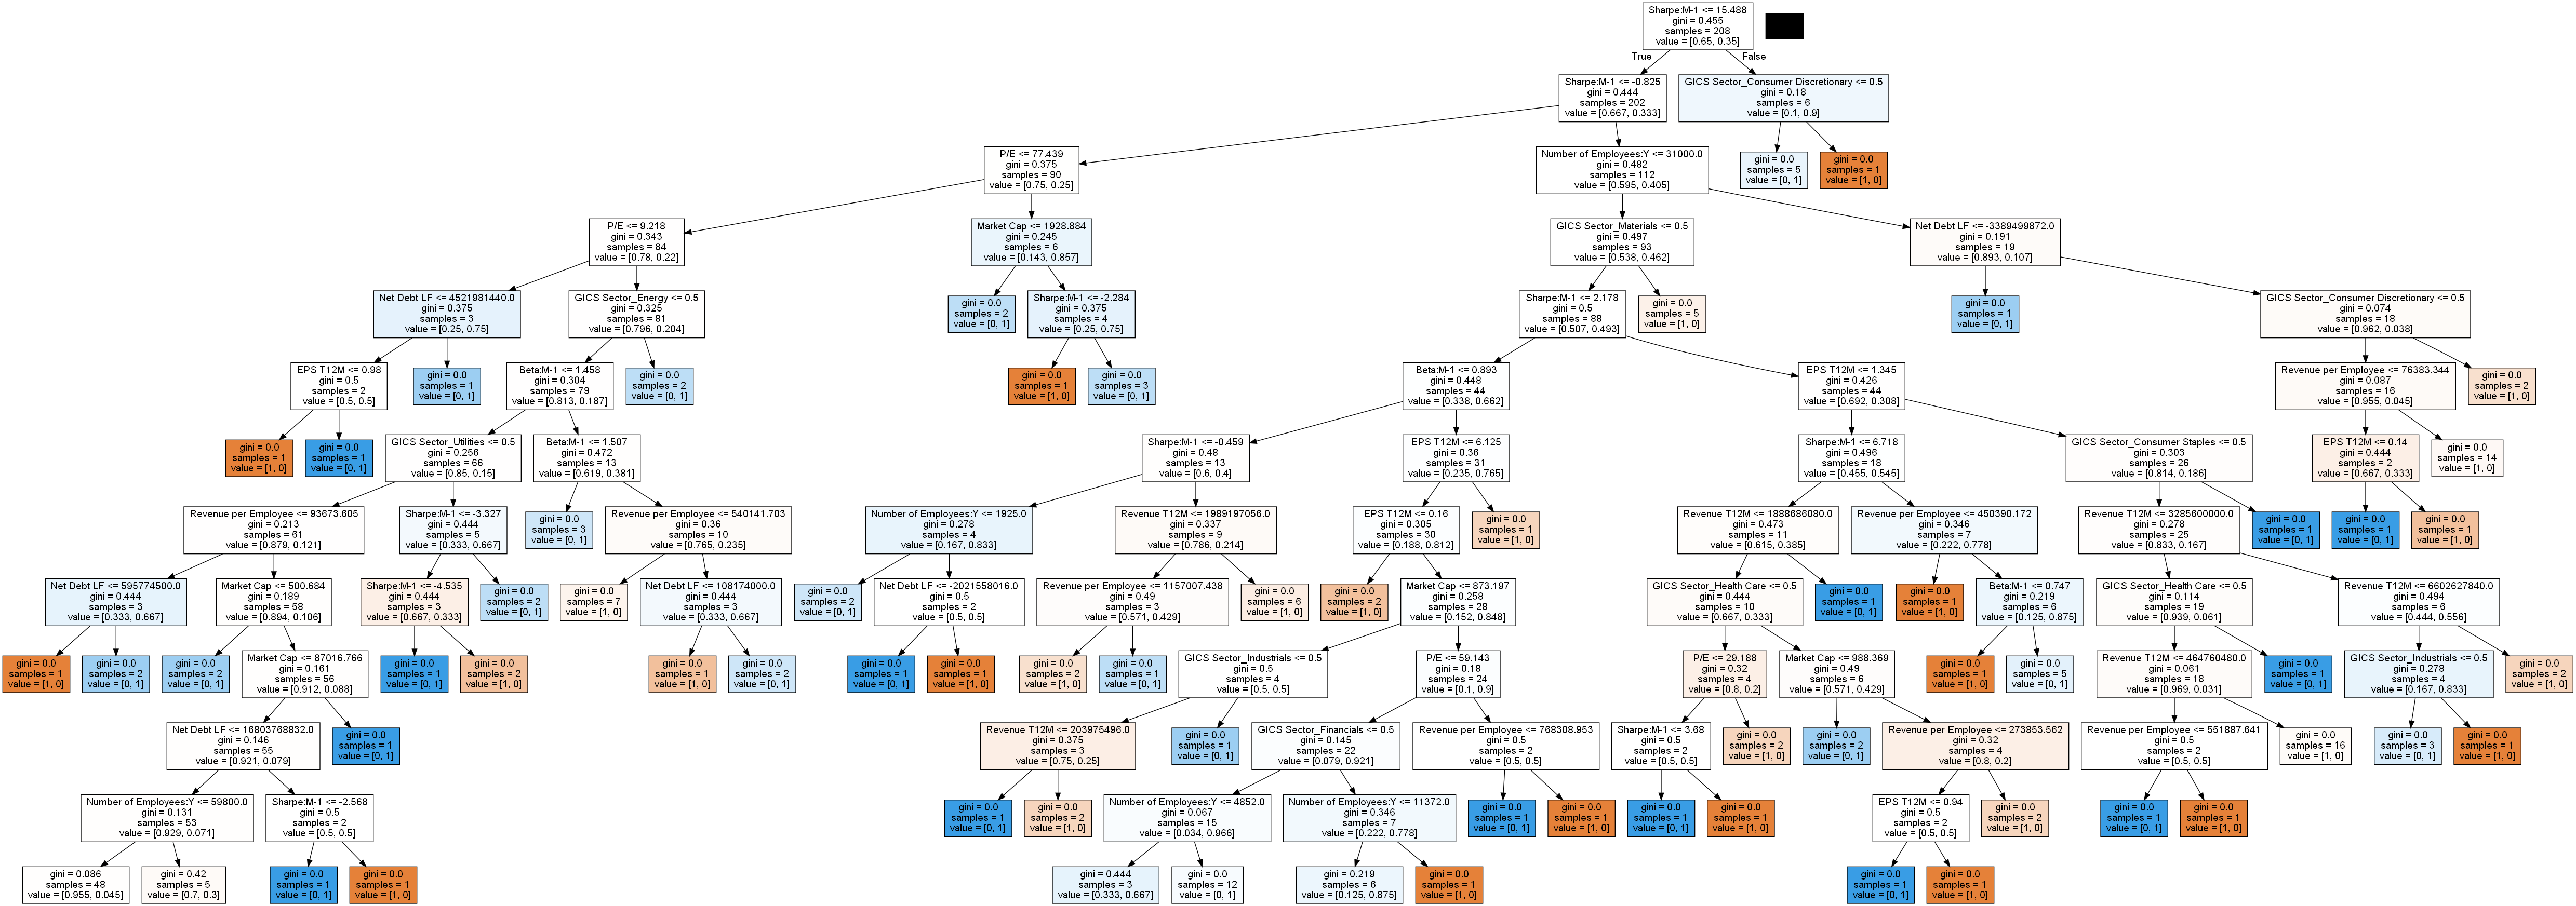 Sharpe:M-1 <= 15.488
gini = 0.455
samples = 208
value = [0.65, 0.35]
True
False
Sharpe:M-1 <= -0.825
gini = 0.444
samples = 202
value = [0.667, 0.333]
GICS Sector_Consumer Discretionary <= 0.5
gini = 0.18
samples = 6
value = [0.1, 0.9]
P/E <= 77.439
gini = 0.375
samples = 90
value = [0.75, 0.25]
Number of Employees:Y <= 31000.0
gini = 0.482
samples = 112
value = [0.595, 0.405]
gini = 0.0
samples = 5
value = [0, 1]
gini = 0.0
samples = 1
value = [1, 0]
P/E <= 9.218
gini = 0.343
samples = 84
value = [0.78, 0.22]
Market Cap <= 1928.884
gini = 0.245
samples = 6
value = [0.143, 0.857]
GICS Sector_Materials <= 0.5
gini = 0.497
samples = 93
value = [0.538, 0.462]
Net Debt LF <= -3389499872.0
gini = 0.191
samples = 19
value = [0.893, 0.107]
Net Debt LF <= 4521981440.0
gini = 0.375
samples = 3
value = [0.25, 0.75]
GICS Sector_Energy <= 0.5
gini = 0.325
samples = 81
value = [0.796, 0.204]
gini = 0.0
samples = 2
value = [0, 1]
Sharpe:M-1 <= -2.284
gini = 0.375
samples = 4
value = [0.25, 0.75]
Sharpe:M-1 <= 2.178
gini = 0.5
samples = 88
value = [0.507, 0.493]
gini = 0.0
samples = 5
value = [1, 0]
gini = 0.0
samples = 1
value = [0, 1]
GICS Sector_Consumer Discretionary <= 0.5
gini = 0.074
samples = 18
value = [0.962, 0.038]
EPS T12M <= 0.98
gini = 0.5
samples = 2
value = [0.5, 0.5]
gini = 0.0
samples = 1
value = [0, 1]
Beta:M-1 <= 1.458
gini = 0.304
samples = 79
value = [0.813, 0.187]
gini = 0.0
samples = 2
value = [0, 1]
gini = 0.0
samples = 1
value = [1, 0]
gini = 0.0
samples = 3
value = [0, 1]
Beta:M-1 <= 0.893
gini = 0.448
samples = 44
value = [0.338, 0.662]
EPS T12M <= 1.345
gini = 0.426
samples = 44
value = [0.692, 0.308]
Revenue per Employee <= 76383.344
gini = 0.087
samples = 16
value = [0.955, 0.045]
gini = 0.0
samples = 2
value = [1, 0]
gini = 0.0
samples = 1
value = [1, 0]
gini = 0.0
samples = 1
value = [0, 1]
GICS Sector_Utilities <= 0.5
gini = 0.256
samples = 66
value = [0.85, 0.15]
Beta:M-1 <= 1.507
gini = 0.472
samples = 13
value = [0.619, 0.381]
Sharpe:M-1 <= -0.459
gini = 0.48
samples = 13
value = [0.6, 0.4]
EPS T12M <= 6.125
gini = 0.36
samples = 31
value = [0.235, 0.765]
Sharpe:M-1 <= 6.718
gini = 0.496
samples = 18
value = [0.455, 0.545]
GICS Sector_Consumer Staples <= 0.5
gini = 0.303
samples = 26
value = [0.814, 0.186]
EPS T12M <= 0.14
gini = 0.444
samples = 2
value = [0.667, 0.333]
gini = 0.0
samples = 14
value = [1, 0]
Revenue per Employee <= 93673.605
gini = 0.213
samples = 61
value = [0.879, 0.121]
Sharpe:M-1 <= -3.327
gini = 0.444
samples = 5
value = [0.333, 0.667]
gini = 0.0
samples = 3
value = [0, 1]
Revenue per Employee <= 540141.703
gini = 0.36
samples = 10
value = [0.765, 0.235]
Number of Employees:Y <= 1925.0
gini = 0.278
samples = 4
value = [0.167, 0.833]
Revenue T12M <= 1989197056.0
gini = 0.337
samples = 9
value = [0.786, 0.214]
EPS T12M <= 0.16
gini = 0.305
samples = 30
value = [0.188, 0.812]
gini = 0.0
samples = 1
value = [1, 0]
Revenue T12M <= 1888686080.0
gini = 0.473
samples = 11
value = [0.615, 0.385]
Revenue per Employee <= 450390.172
gini = 0.346
samples = 7
value = [0.222, 0.778]
Revenue T12M <= 3285600000.0
gini = 0.278
samples = 25
value = [0.833, 0.167]
gini = 0.0
samples = 1
value = [0, 1]
gini = 0.0
samples = 1
value = [0, 1]
gini = 0.0
samples = 1
value = [1, 0]
Net Debt LF <= 595774500.0
gini = 0.444
samples = 3
value = [0.333, 0.667]
Market Cap <= 500.684
gini = 0.189
samples = 58
value = [0.894, 0.106]
Sharpe:M-1 <= -4.535
gini = 0.444
samples = 3
value = [0.667, 0.333]
gini = 0.0
samples = 2
value = [0, 1]
gini = 0.0
samples = 7
value = [1, 0]
Net Debt LF <= 108174000.0
gini = 0.444
samples = 3
value = [0.333, 0.667]
gini = 0.0
samples = 2
value = [0, 1]
Net Debt LF <= -2021558016.0
gini = 0.5
samples = 2
value = [0.5, 0.5]
Revenue per Employee <= 1157007.438
gini = 0.49
samples = 3
value = [0.571, 0.429]
gini = 0.0
samples = 6
value = [1, 0]
gini = 0.0
samples = 2
value = [1, 0]
Market Cap <= 873.197
gini = 0.258
samples = 28
value = [0.152, 0.848]
GICS Sector_Health Care <= 0.5
gini = 0.444
samples = 10
value = [0.667, 0.333]
gini = 0.0
samples = 1
value = [0, 1]
gini = 0.0
samples = 1
value = [1, 0]
Beta:M-1 <= 0.747
gini = 0.219
samples = 6
value = [0.125, 0.875]
GICS Sector_Health Care <= 0.5
gini = 0.114
samples = 19
value = [0.939, 0.061]
Revenue T12M <= 6602627840.0
gini = 0.494
samples = 6
value = [0.444, 0.556]
gini = 0.0
samples = 1
value = [1, 0]
gini = 0.0
samples = 2
value = [0, 1]
gini = 0.0
samples = 2
value = [0, 1]
Market Cap <= 87016.766
gini = 0.161
samples = 56
value = [0.912, 0.088]
gini = 0.0
samples = 1
value = [0, 1]
gini = 0.0
samples = 2
value = [1, 0]
gini = 0.0
samples = 1
value = [1, 0]
gini = 0.0
samples = 2
value = [0, 1]
gini = 0.0
samples = 1
value = [0, 1]
gini = 0.0
samples = 1
value = [1, 0]
gini = 0.0
samples = 2
value = [1, 0]
gini = 0.0
samples = 1
value = [0, 1]
GICS Sector_Industrials <= 0.5
gini = 0.5
samples = 4
value = [0.5, 0.5]
P/E <= 59.143
gini = 0.18
samples = 24
value = [0.1, 0.9]
P/E <= 29.188
gini = 0.32
samples = 4
value = [0.8, 0.2]
Market Cap <= 988.369
gini = 0.49
samples = 6
value = [0.571, 0.429]
gini = 0.0
samples = 1
value = [1, 0]
gini = 0.0
samples = 5
value = [0, 1]
Revenue T12M <= 464760480.0
gini = 0.061
samples = 18
value = [0.969, 0.031]
gini = 0.0
samples = 1
value = [0, 1]
GICS Sector_Industrials <= 0.5
gini = 0.278
samples = 4
value = [0.167, 0.833]
gini = 0.0
samples = 2
value = [1, 0]
Net Debt LF <= 16803768832.0
gini = 0.146
samples = 55
value = [0.921, 0.079]
gini = 0.0
samples = 1
value = [0, 1]
Revenue T12M <= 203975496.0
gini = 0.375
samples = 3
value = [0.75, 0.25]
gini = 0.0
samples = 1
value = [0, 1]
GICS Sector_Financials <= 0.5
gini = 0.145
samples = 22
value = [0.079, 0.921]
Revenue per Employee <= 768308.953
gini = 0.5
samples = 2
value = [0.5, 0.5]
Sharpe:M-1 <= 3.68
gini = 0.5
samples = 2
value = [0.5, 0.5]
gini = 0.0
samples = 2
value = [1, 0]
gini = 0.0
samples = 2
value = [0, 1]
Revenue per Employee <= 273853.562
gini = 0.32
samples = 4
value = [0.8, 0.2]
Revenue per Employee <= 551887.641
gini = 0.5
samples = 2
value = [0.5, 0.5]
gini = 0.0
samples = 16
value = [1, 0]
gini = 0.0
samples = 3
value = [0, 1]
gini = 0.0
samples = 1
value = [1, 0]
Number of Employees:Y <= 59800.0
gini = 0.131
samples = 53
value = [0.929, 0.071]
Sharpe:M-1 <= -2.568
gini = 0.5
samples = 2
value = [0.5, 0.5]
gini = 0.0
samples = 1
value = [0, 1]
gini = 0.0
samples = 2
value = [1, 0]
Number of Employees:Y <= 4852.0
gini = 0.067
samples = 15
value = [0.034, 0.966]
Number of Employees:Y <= 11372.0
gini = 0.346
samples = 7
value = [0.222, 0.778]
gini = 0.0
samples = 1
value = [0, 1]
gini = 0.0
samples = 1
value = [1, 0]
gini = 0.0
samples = 1
value = [0, 1]
gini = 0.0
samples = 1
value = [1, 0]
EPS T12M <= 0.94
gini = 0.5
samples = 2
value = [0.5, 0.5]
gini = 0.0
samples = 2
value = [1, 0]
gini = 0.0
samples = 1
value = [0, 1]
gini = 0.0
samples = 1
value = [1, 0]
gini = 0.086
samples = 48
value = [0.955, 0.045]
gini = 0.42
samples = 5
value = [0.7, 0.3]
gini = 0.0
samples = 1
value = [0, 1]
gini = 0.0
samples = 1
value = [1, 0]
gini = 0.444
samples = 3
value = [0.333, 0.667]
gini = 0.0
samples = 12
value = [0, 1]
gini = 0.219
samples = 6
value = [0.125, 0.875]
gini = 0.0
samples = 1
value = [1, 0]
gini = 0.0
samples = 1
value = [0, 1]
gini = 0.0
samples = 1
value = [1, 0]